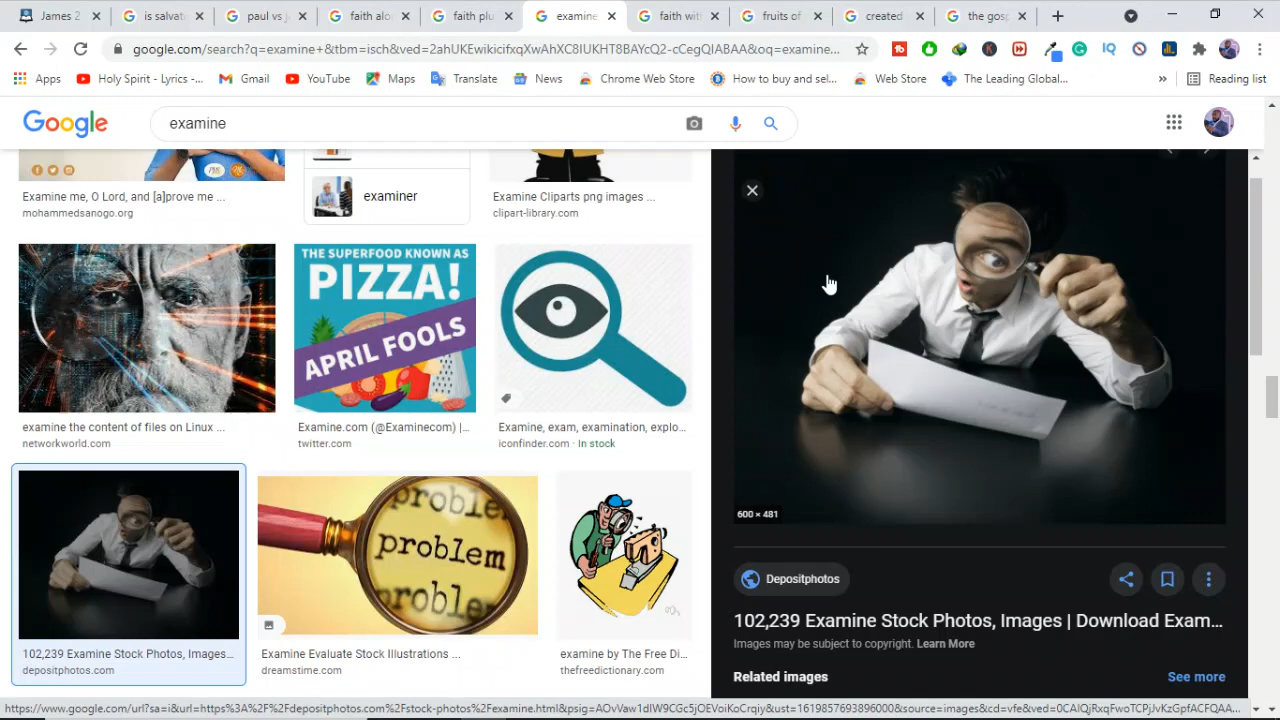 James 2
is salvat
paul vs ja
faith alon
faith plu
examine
faith with
fruits of
created
the gosp
google.com/search?q=examine+&tbm=isch&ved=2ahUKEwikicifxqXwAhXC8IUKHT8BAYcQ2-cCegQIABAA&oq=examine...
Apps
Holy Spirit - Lyrics -...
Gmail
YouTube
Maps
Translate
News
Chrome Web Store
How to buy and sel...
Web Store
The Leading Global...
»
Reading list
Google
examine
Examine me, O Lord, and [a]prove me ...
mohammedsanogo.org
examiner
Examine Cliparts png images ...
clipart-library.com
THE SUPERFOOD KNOWN AS
PIZZA!
APRIL FOOLS
examine the content of files on Linux ...
networkworld.com
Examine.com (@Examinecom) |...
twitter.com
Examine, exam, examination, explo...
iconfinder.com · In stock
problem
problem
problem
102,239 Examine Stock Photos, Images...
depositphotos.com
Examine Evaluate Stock Illustrations ...
dreamstime.com
examine by The Free Di...
thefreedictionary.com
600 × 481
Depositphotos
102,239 Examine Stock Photos, Images | Download Exam...
Images may be subject to copyright. Learn More
Related images
See more